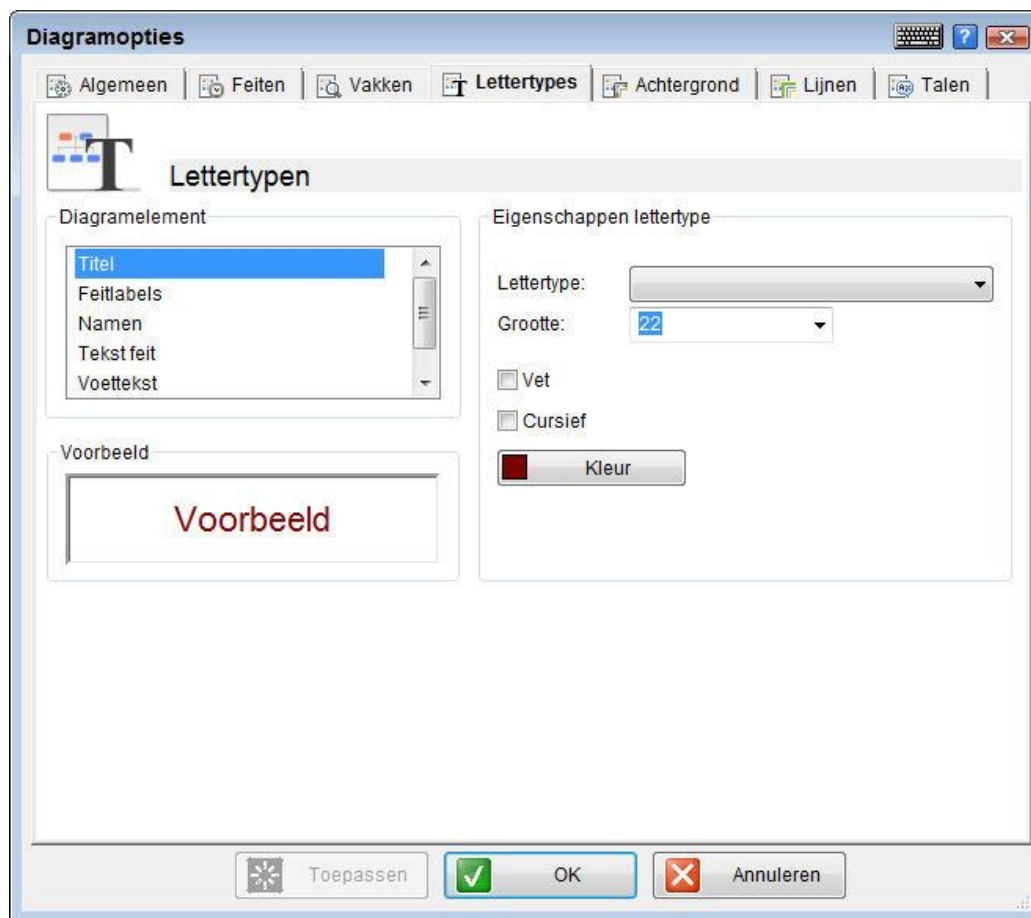 Diagramopties
Algemeen Feiten Vakken Lettertypes Achtergrond Lijnen Talen
Lettertypen
Diagramelement
Titel
Feitlabels
Namen
Tekst feit
Voettekst
Voorbeeld
Voorbeeld
Eigenschappen lettertype
Lettertype:
Grootte: 22
Vet
Cursief
Kleur
Toepassen OK Annuleren